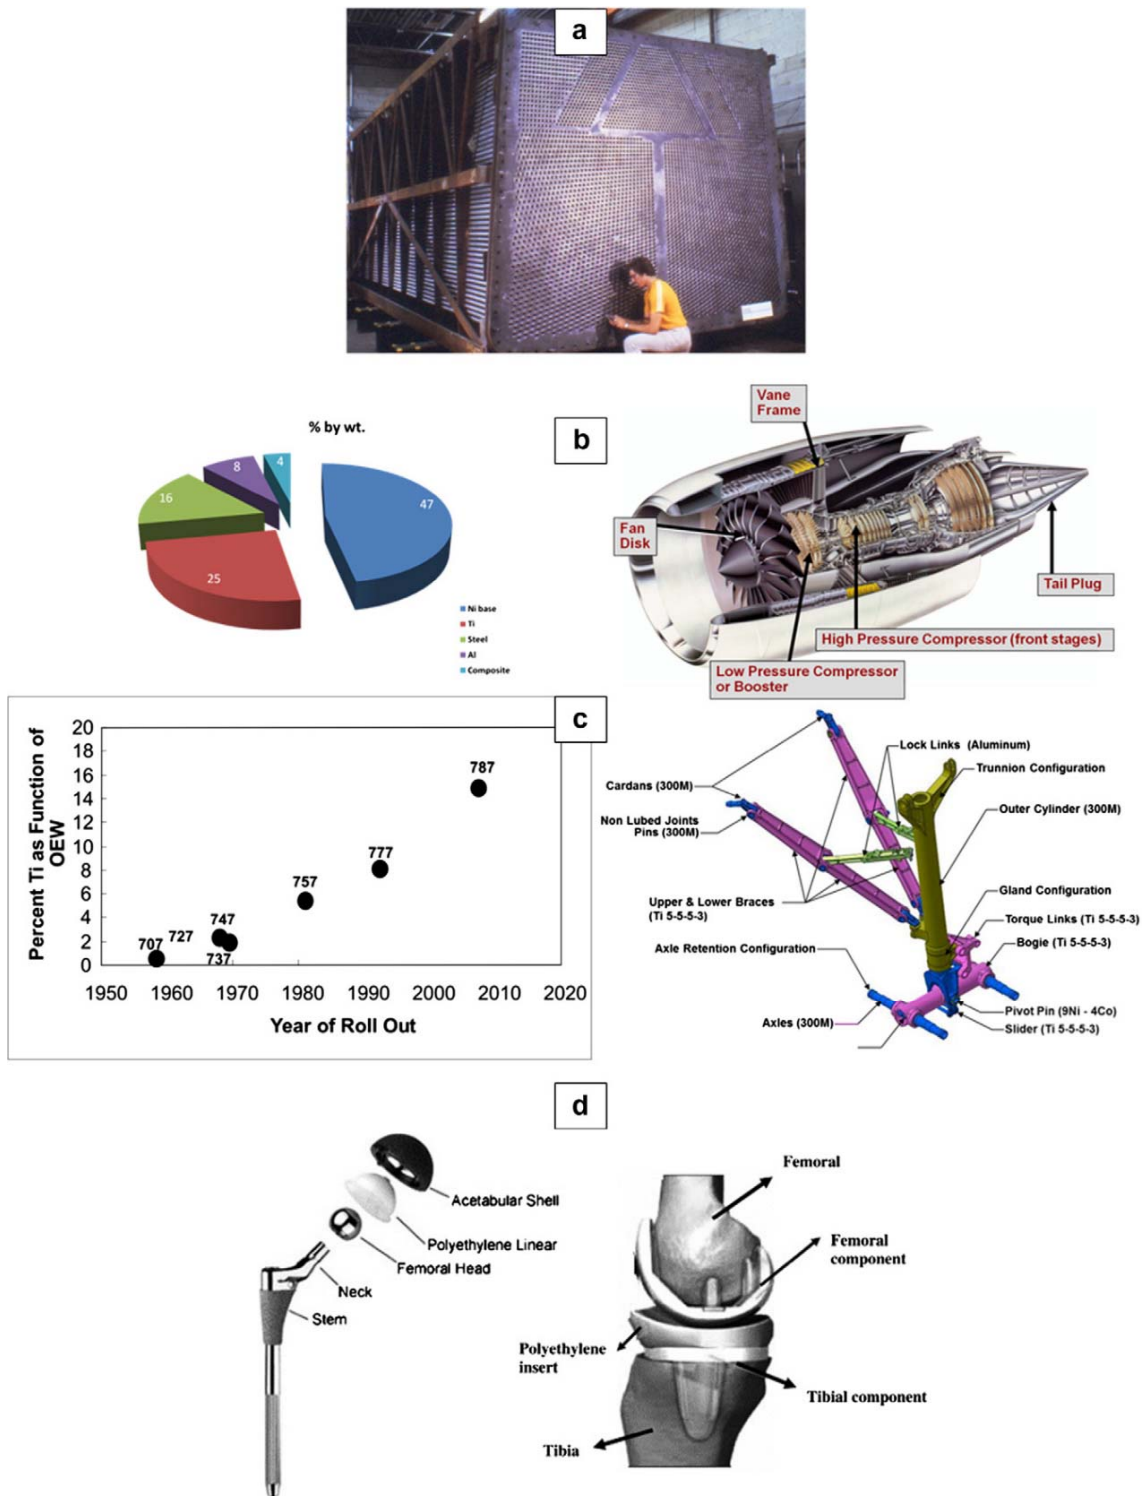 a
b
% by wt.
47
25
16
8
4
Ni base
Ti
Steel
Al
Composite
Vane
Frame
Fan
Disk
Tail Plug
High Pressure Compressor (front stages)
Low Pressure Compressor
or Booster
c
Percent Ti as Function of
OEW
20
18
16
14
12
10
8
6
4
2
0
707
727
747
737
757
777
787
1950 1960 1970 1980 1990 2000 2010 2020
Year of Roll Out
Lock Links (Aluminum)
Trunnion Configuration
Cardans (300M)
Outer Cylinder (300M)
Non Lubed Joints
Pins (300M)
Gland Configuration
Upper & Lower Braces
(Ti 5-5-5-3)
Torque Links (Ti 5-5-5-3)
Bogie (Ti 5-5-5-3)
Axle Retention Configuration
Pivot Pin (9Ni - 4Co)
Axles (300M)
Slider (Ti 5-5-5-3)
d
Acetabular Shell
Polyethylene Linear
Femoral Head
Neck
Stem
Femoral
Femoral
component
Polyethylene
insert
Tibial component
Tibia